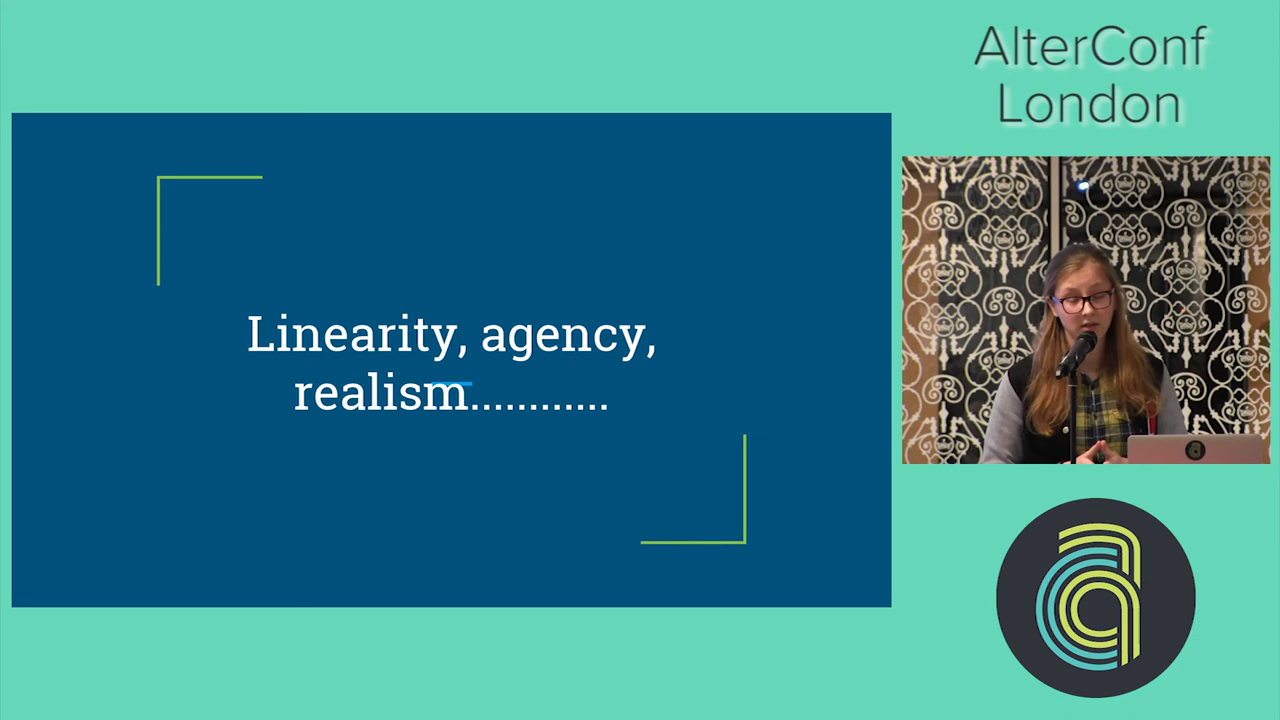 AlterConf
London
Linearity, agency,
realism............